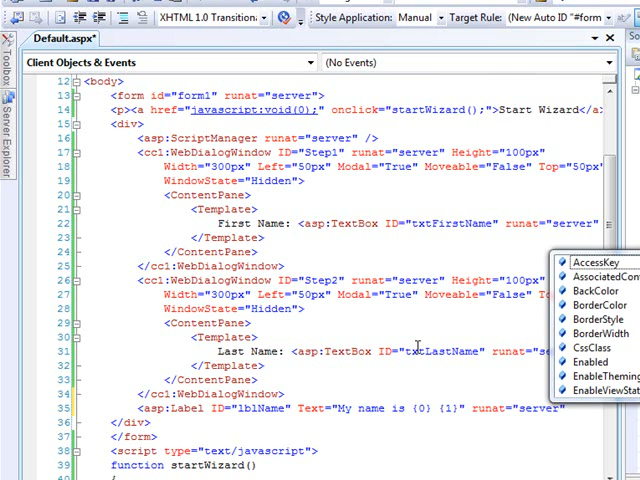 XHTML 1.0 Transition. Style Application: Manual Target Rule: (New Auto ID "#form
Default.aspx*
Client Objects & Events (No Events)
Toolbox
Server Explorer
12 <body>
13 <form id="form1" runat="server">
14 <p><a href="javascript:void(0);" onclick="startWizard();">Start Wizard</a>
15 <div>
16 <asp:ScriptManager runat="server" />
17 <cc1:WebDialogWindow ID="Step1" runat="server" Height="100px"
18 Width="300px" Left="50px" Modal="True" Moveable="False" Top="50px"
19 WindowState="Hidden">
20 <ContentPane>
21 <Template>
22 First Name: <asp:TextBox ID="txtFirstName" runat="server"
23 </Template>
24 </ContentPane>
25 </cc1:WebDialogWindow>
26 <cc1:WebDialogWindow ID="Step2" runat="server" Height="100px"
27 Width="300px" Left="50px" Modal="True" Moveable="False"
28 WindowState="Hidden">
29 <ContentPane>
30 <Template>
31 Last Name: <asp:TextBox ID="txtLastName" runat="se
32 </Template>
33 </ContentPane>
34 </cc1:WebDialogWindow>
35 <asp:Label ID="lblName" Text="My name is {0} {1}" runat="server"
36 </div>
37 </form>
38 <script type="text/javascript">
39 function startWizard()
40 {
AccessKey
AssociatedCont
BackColor
BorderColor
BorderStyle
BorderWidth
CssClass
Enabled
EnableTheming
EnableViewStat